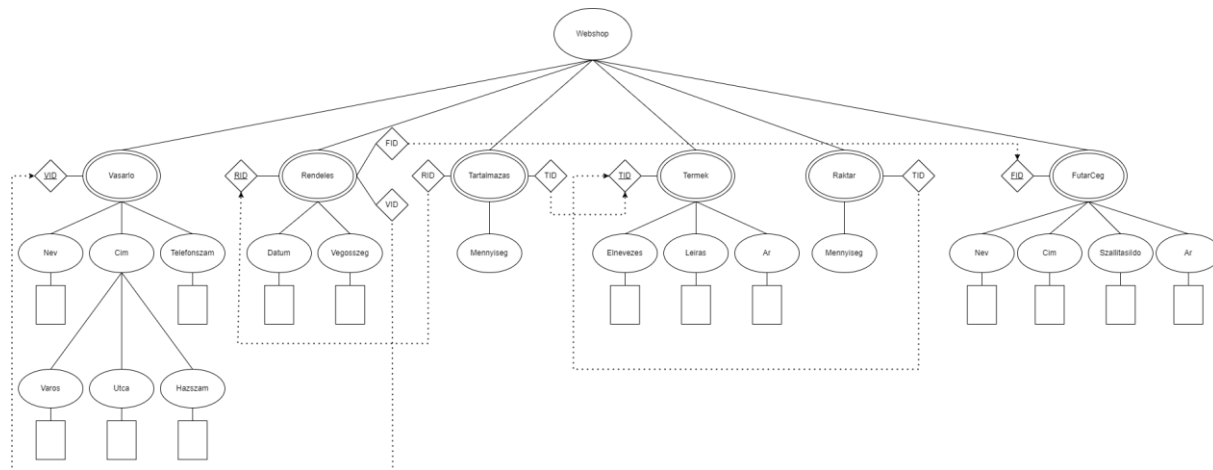 Webshop
FID
VID
Vasarlo
RID
Rendeles
RID
Tartalmazas
TID
TID
Termek
Raktar
TID
FID
FutarCeg
VID
Nev
Cim
Telefonszam
Datum
Vegosszeg
Mennyiseg
Elnevezes
Leiras
Ar
Mennyiseg
Nev
Cim
SzallitasiIdo
Ar
Varos
Utca
Hazszam